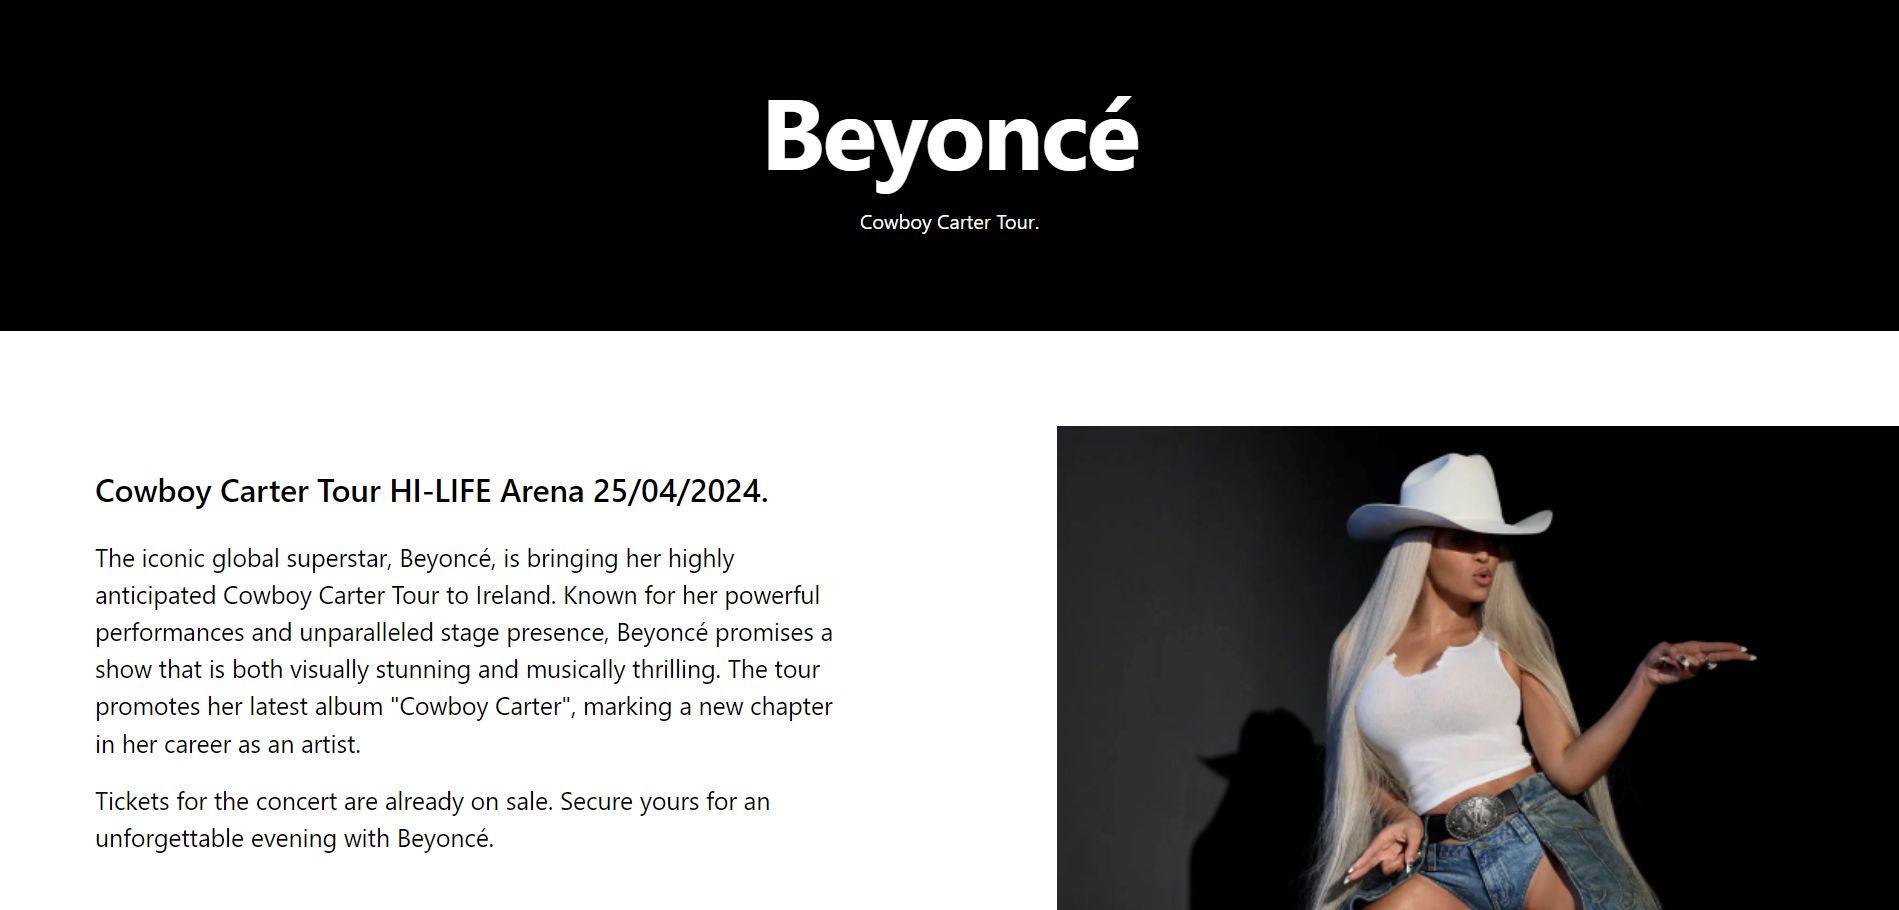 Beyoncé
Cowboy Carter Tour.
Cowboy Carter Tour HI-LIFE Arena 25/04/2024.
The iconic global superstar, Beyoncé, is bringing her highly
anticipated Cowboy Carter Tour to Ireland. Known for her powerful
performances and unparalleled stage presence, Beyoncé promises a
show that is both visually stunning and musically thrilling. The tour
promotes her latest album "Cowboy Carter", marking a new chapter
in her career as an artist.
Tickets for the concert are already on sale. Secure yours for an
unforgettable evening with Beyoncé.